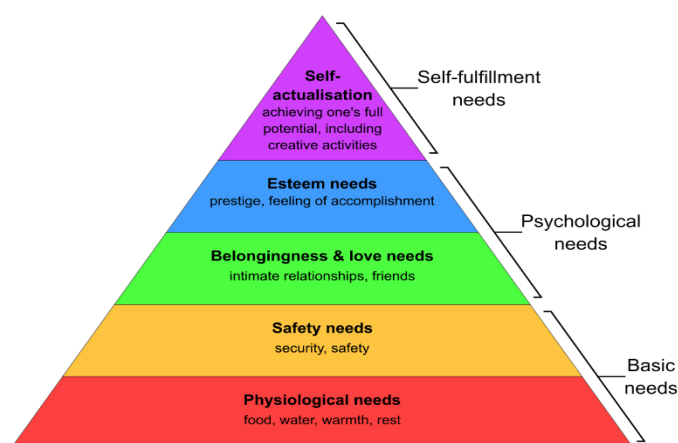 Self-
actualisation
achieving one's full
potential, including
creative activities
Self-fulfillment
needs
Esteem needs
prestige, feeling of accomplishment
Psychological
needs
Belongingness & love needs
intimate relationships, friends
Safety needs
security, safety
Basic
needs
Physiological needs
food, water, warmth, rest